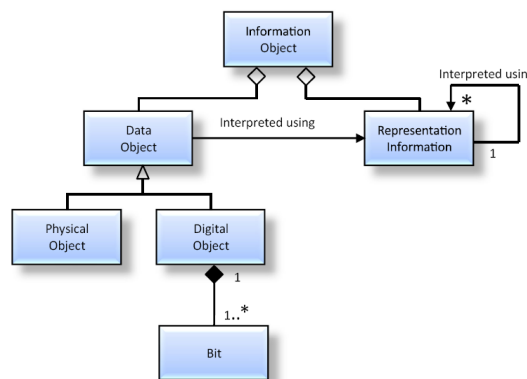 Information
Object
Interpreted usin
*
Data
Object
Interpreted using
Representation
Information
1
Physical
Object
Digital
Object
1
1..*
Bit